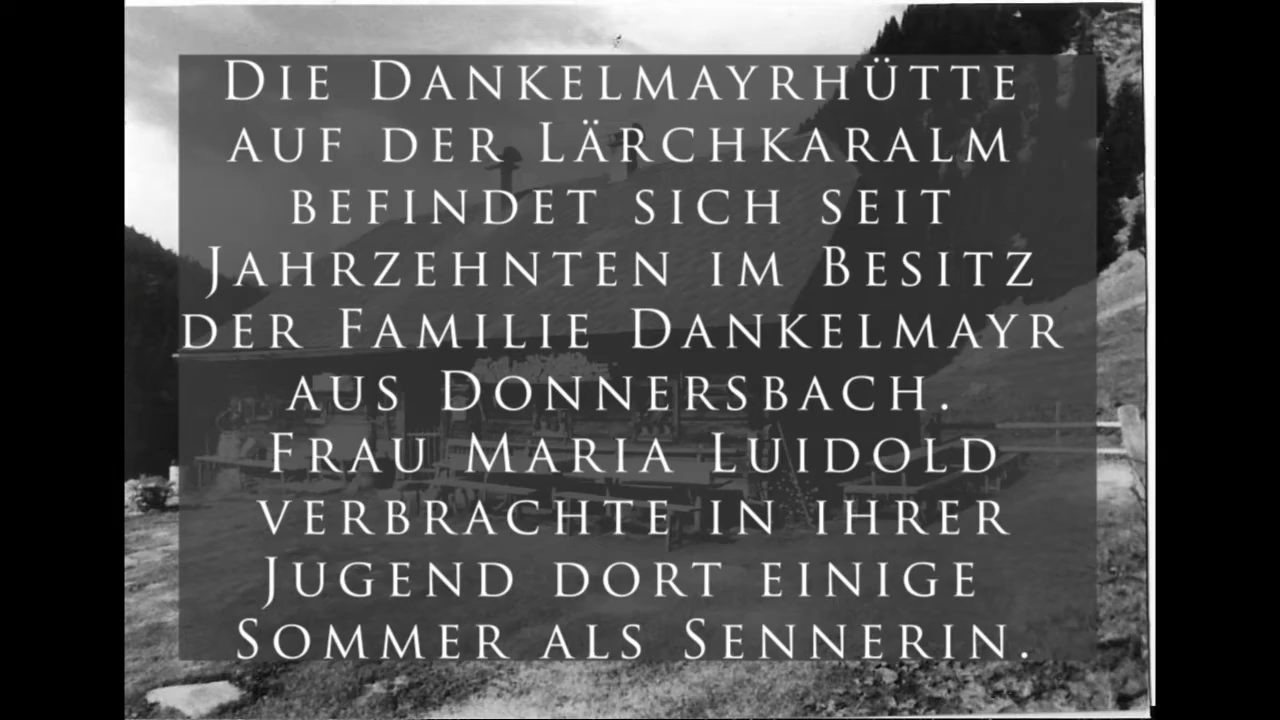 Die Dankelmayrhütte
auf der Lärchkaralm
befindet sich seit
Jahrzehnten im Besitz
der Familie Dankelmayr
aus Donnersbach.
Frau Maria Luidold
verbrachte in ihrer
Jugend dort einige
Sommer als Sennerin.